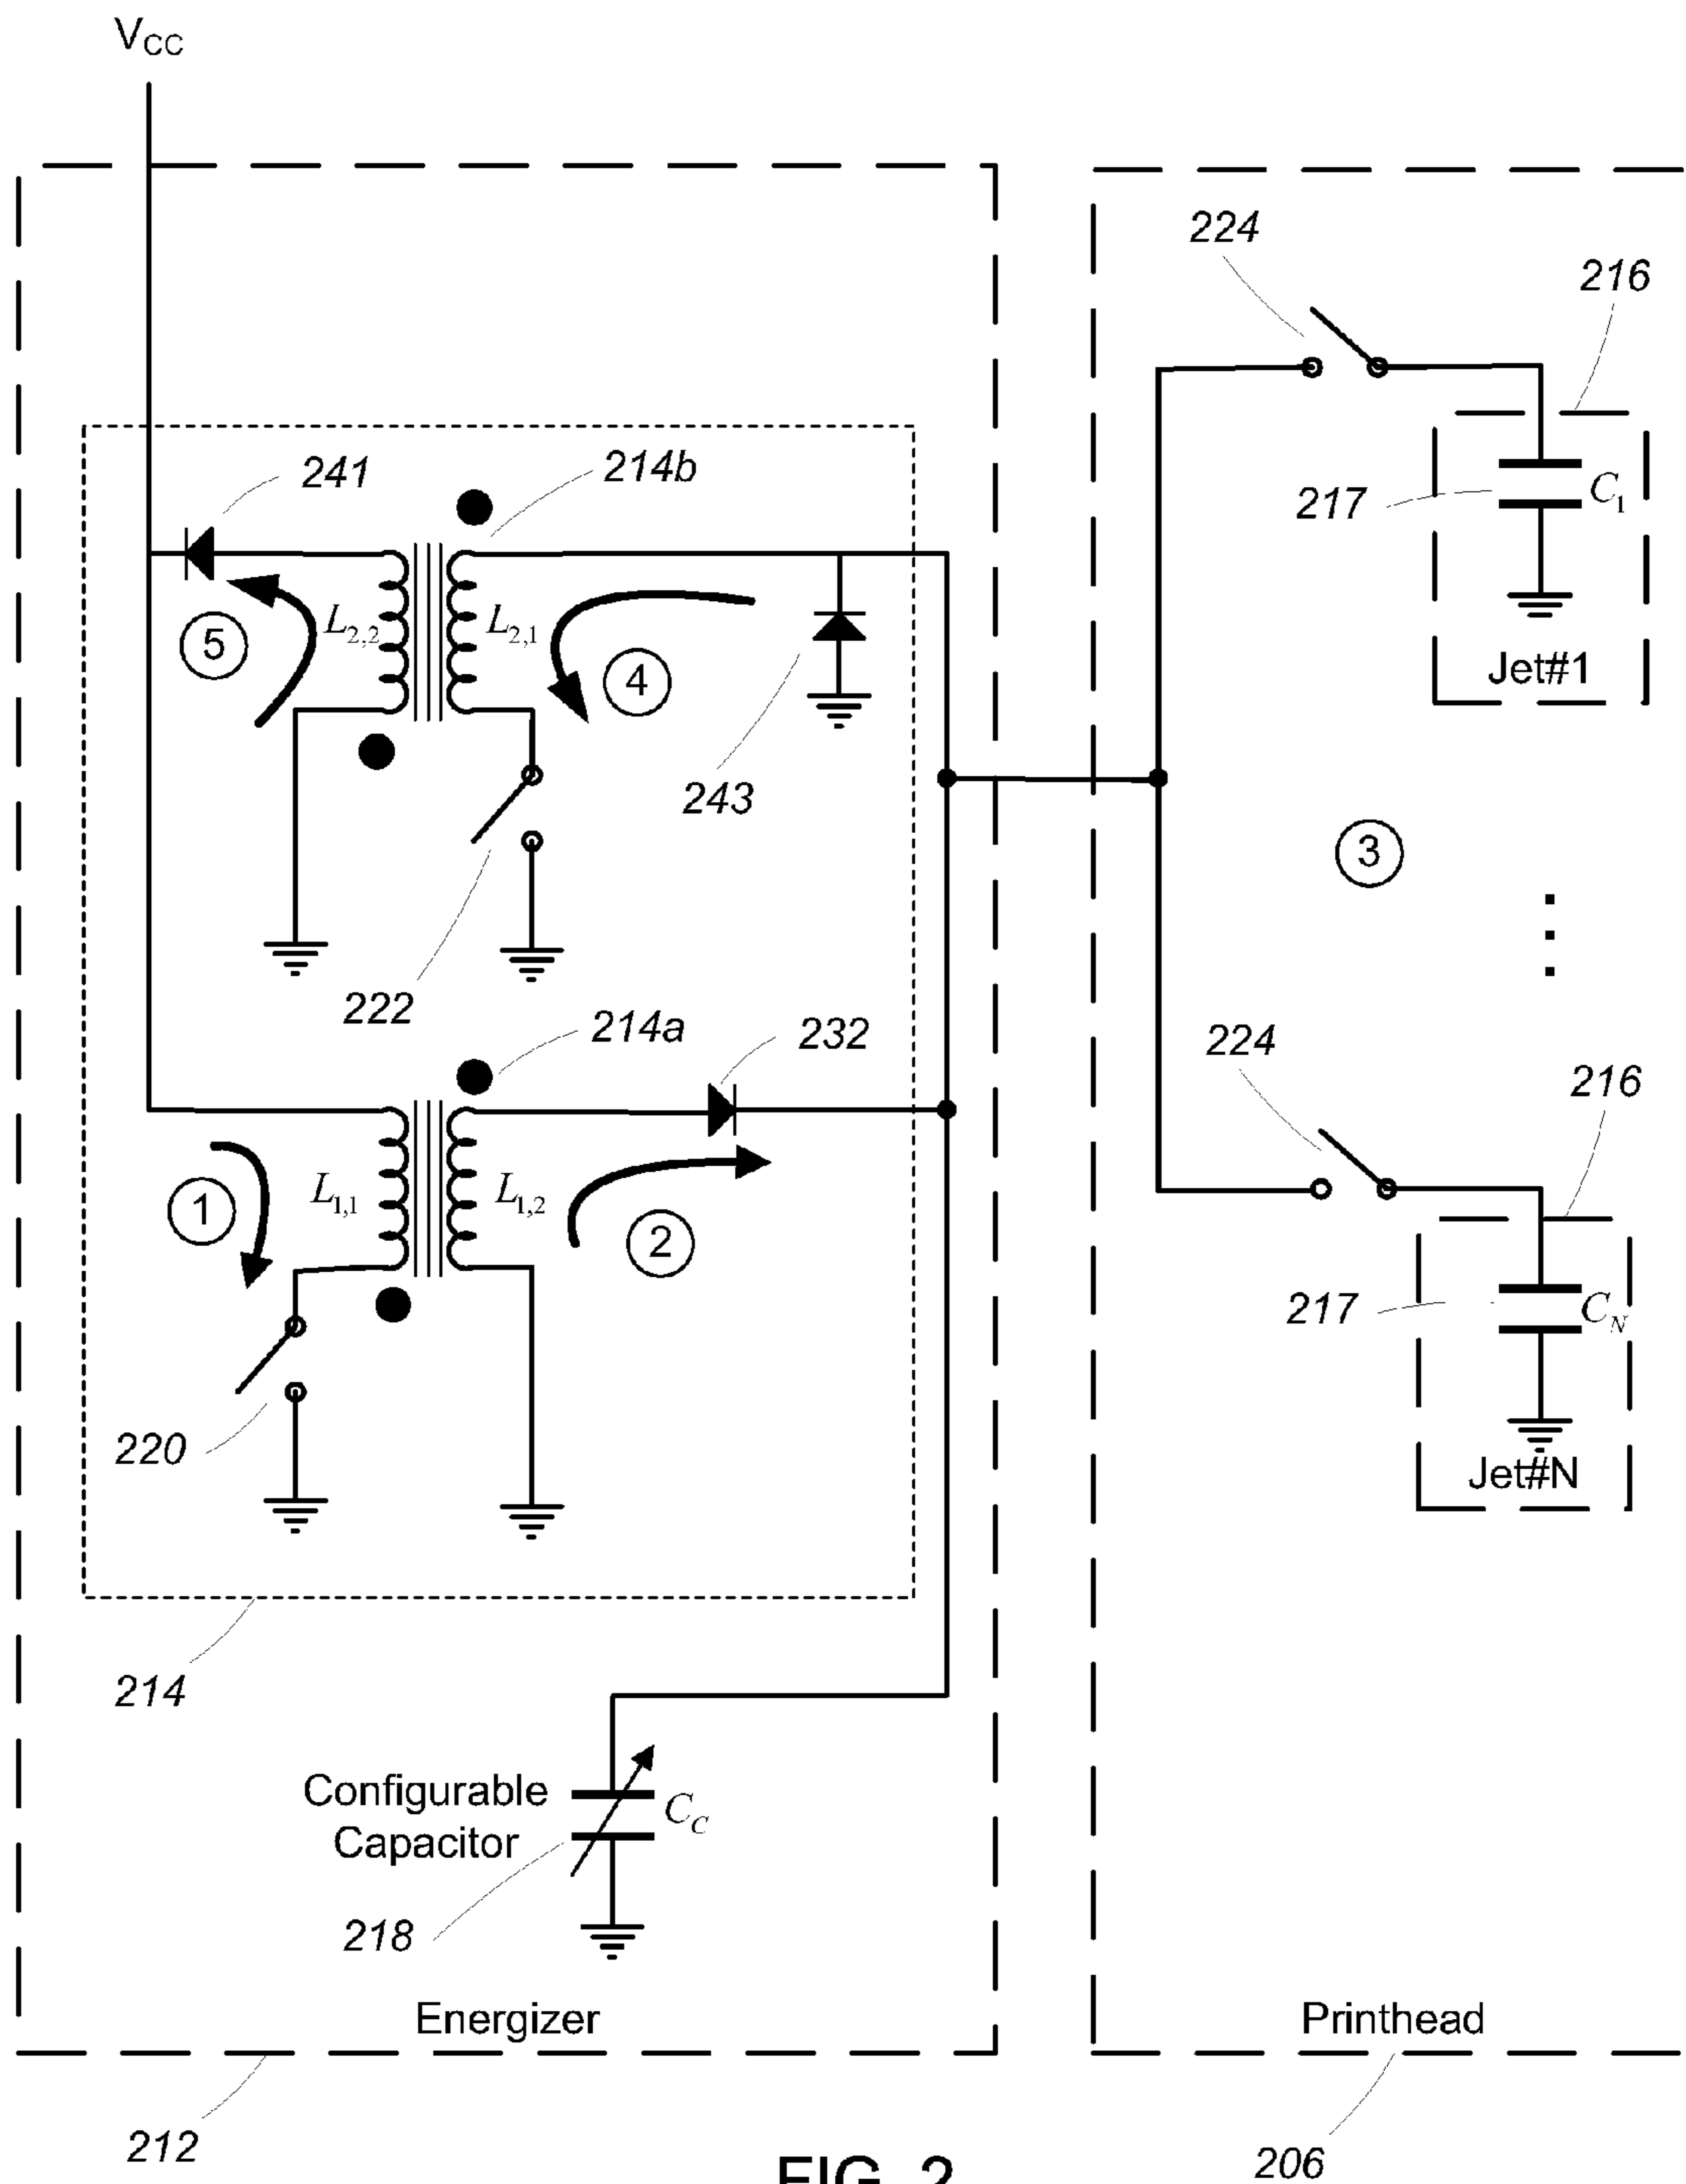 VCC
224
216
241
214b
217
C1
5
L2,2
L2,1
4
Jet#1
243
3
222
214a
232
224
216
1
L1,1
L1,2
2
217
CN
220
Jet#N
214
Configurable
Capacitor
CC
218
Energizer
Printhead
212
206
FIG. 2